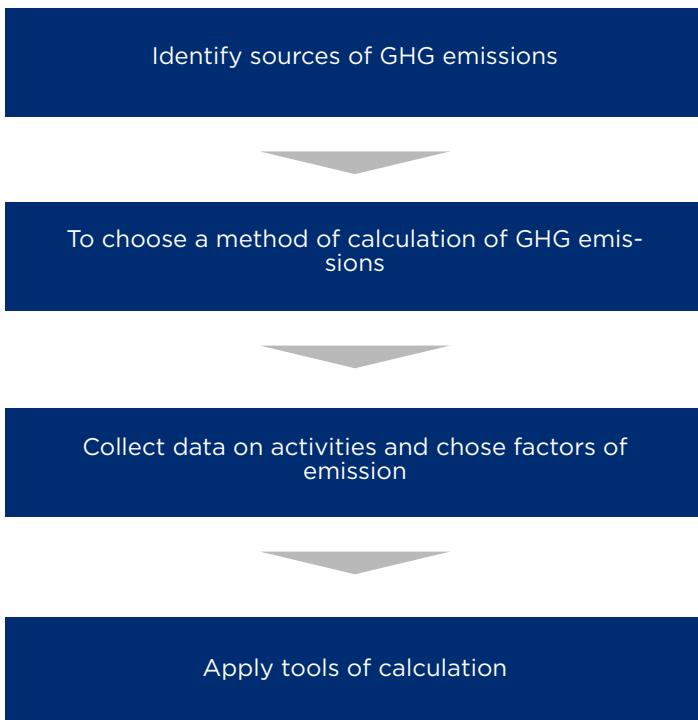 Identify sources of GHG emissions
To choose a method of calculation of GHG emis-
sions
Collect data on activities and chose factors of
emission
Apply tools of calculation